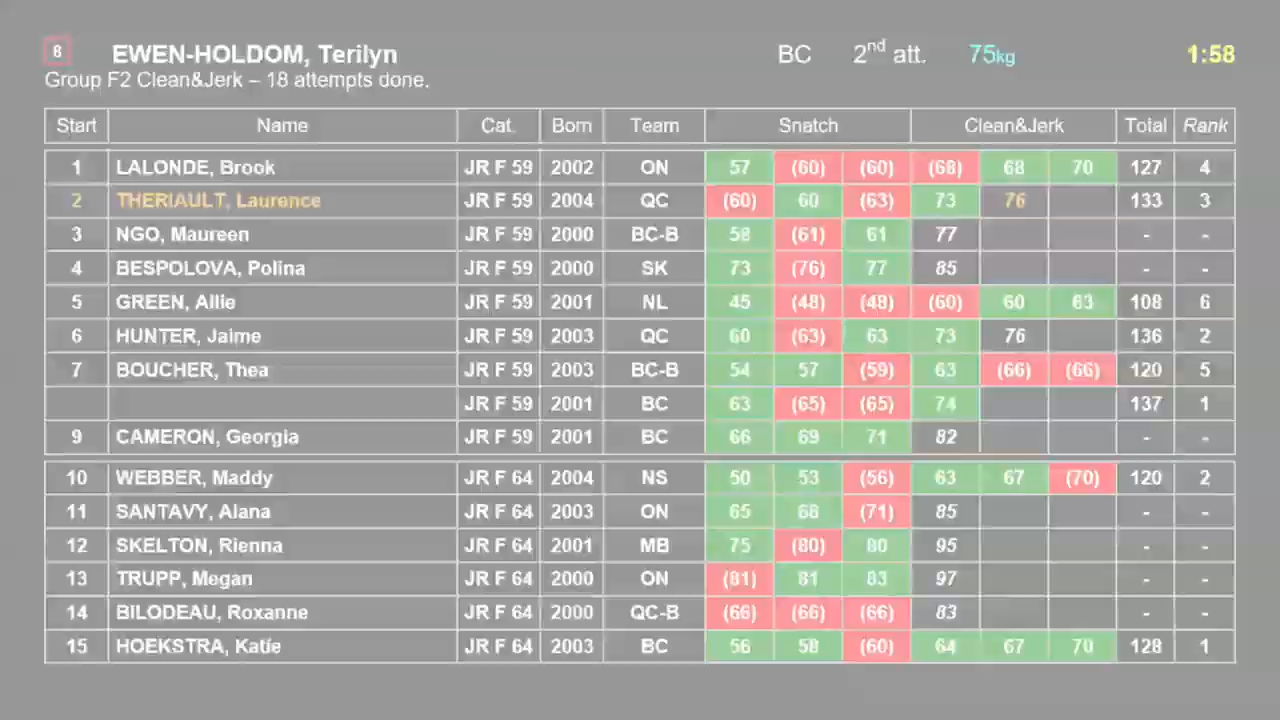 8 EWEN-HOLDOM, Terilyn BC 2nd att. 75kg 1:58
Group F2 Clean&Jerk – 18 attempts done.
Start Name Cat. Born Team Snatch Clean&Jerk Total Rank
1 LALONDE, Brook JR F 59 2002 ON 57 (60) (60) (68) 68 70 127 4
2 THERIAULT, Laurence JR F 59 2004 QC (60) 60 (63) 73 76 133 3
3 NGO, Maureen JR F 59 2000 BC-B 58 (61) 61 77 - -
4 BESPOLOVA, Polina JR F 59 2000 SK 73 (76) 77 85 - -
5 GREEN, Allie JR F 59 2001 NL 45 (48) (48) (60) 60 63 108 6
6 HUNTER, Jaime JR F 59 2003 QC 60 (63) 63 73 76 136 2
7 BOUCHER, Thea JR F 59 2003 BC-B 54 57 (59) 63 (66) (66) 120 5
JR F 59 2001 BC 63 (65) (65) 74 137 1
9 CAMERON, Georgia JR F 59 2001 BC 66 69 71 82 - -
10 WEBBER, Maddy JR F 64 2004 NS 50 53 (56) 63 67 (70) 120 2
11 SANTAVY, Alana JR F 64 2003 ON 65 68 (71) 85 - -
12 SKELTON, Rienna JR F 64 2001 MB 75 (80) 80 95 - -
13 TRUPP, Megan JR F 64 2000 ON (81) 81 83 97 - -
14 BILODEAU, Roxanne JR F 64 2000 QC-B (66) (66) (66) 83 - -
15 HOEKSTRA, Katie JR F 64 2003 BC 56 58 (60) 64 67 70 128 1